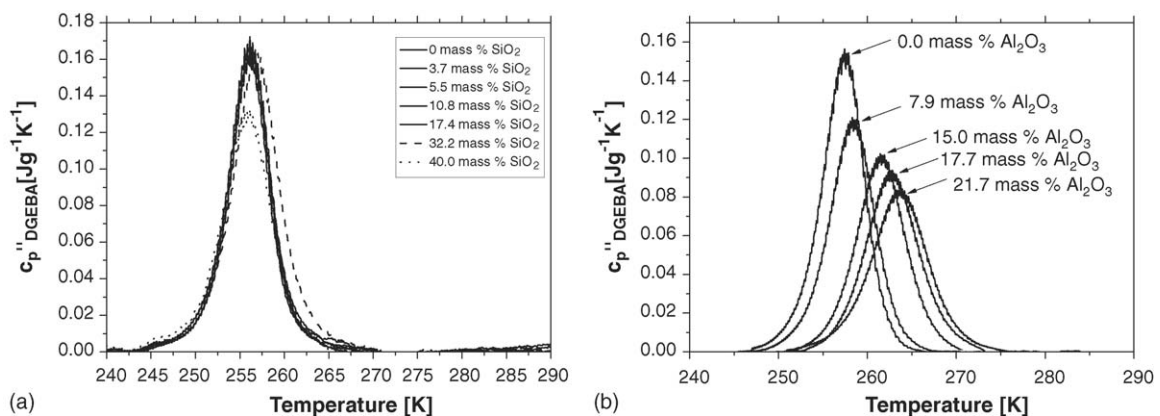 0.18
0.16
0.14
0.12
0.10
0.08
0.06
0.04
0.02
0.00
c_p''_DGEBA [Jg⁻¹K⁻¹]
0 mass % SiO₂
3.7 mass % SiO₂
5.5 mass % SiO₂
10.8 mass % SiO₂
17.4 mass % SiO₂
32.2 mass % SiO₂
40.0 mass % SiO₂
240 245 250 255 260 265 270 275 280 285 290
(a)
Temperature [K]
0.16
0.14
0.12
0.10
0.08
0.06
0.04
0.02
0.00
c_p''_DGEBA [Jg⁻¹K⁻¹]
0.0 mass % Al₂O₃
7.9 mass % Al₂O₃
15.0 mass % Al₂O₃
17.7 mass % Al₂O₃
21.7 mass % Al₂O₃
240 250 260 270 280 290
(b)
Temperature [K]